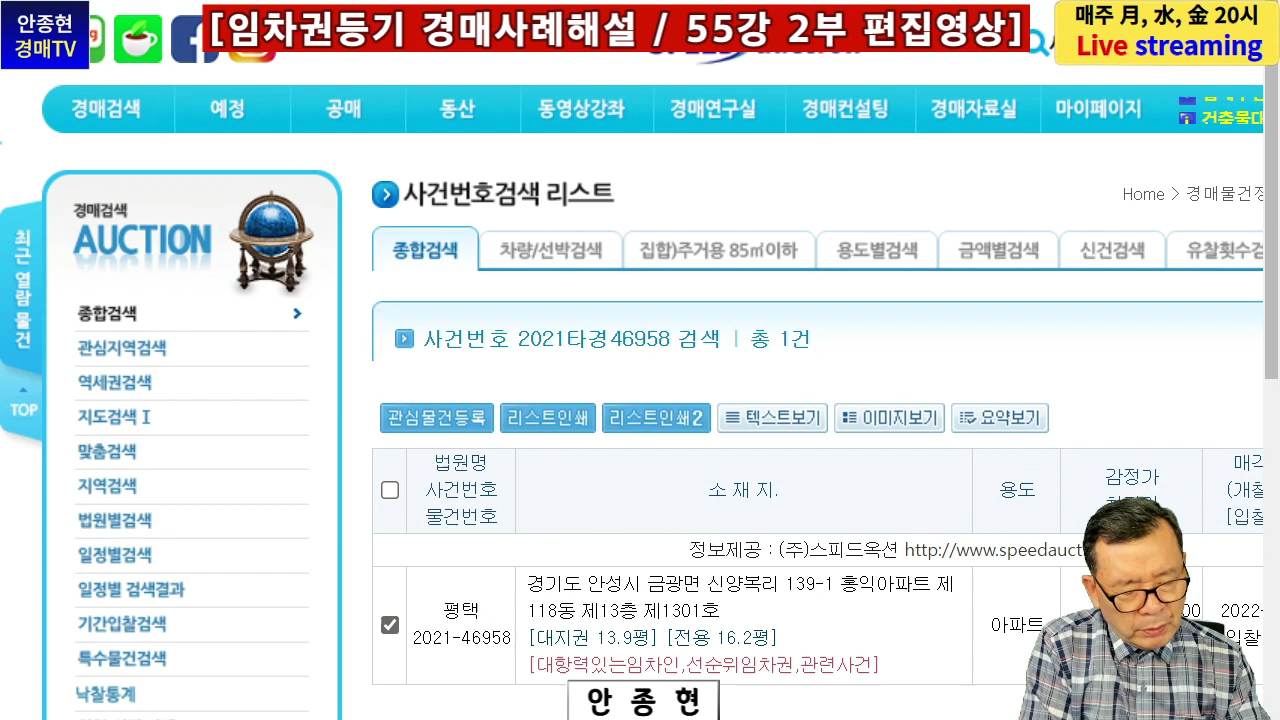 안종현
경매TV
[임차권등기 경매사례해설 / 55강 2부 편집영상]
매주 月, 水, 金 20시
Live streaming
경매검색 예정 공매 동산 동영상강좌 경매연구실 경매컨설팅 경매자료실 마이페이지
건축물대
최근 열람 물건
TOP
경매검색
AUCTION
종합검색
관심지역검색
역세권검색
지도검색 I
맞춤검색
지역검색
법원별검색
일정별검색
일정별 검색결과
기간입찰검색
특수물건검색
낙찰통계
사건번호검색 리스트
Home > 경매물건정
종합검색 차량/선박검색 집합)주거용 85㎡이하 용도별검색 금액별검색 신건검색 유찰횟수검
사건번호 2021타경46958 검색 | 총 1건
관심물건등록 리스트인쇄 리스트인쇄2 텍스트보기 이미지보기 요약보기
법원명
사건번호
물건번호
소 재 지.
용도
감정가
매각
(개찰
[입찰
정보제공 : (주)스피드옥션 http://www.speedauct
평택
2021-46958
경기도 안성시 금광면 신양복리 139-1 홍익아파트 제
118동 제13층 제1301호
[대지권 13.9평] [전용 16.2평]
[대항력있는임차인,선순위임차권,관련사건]
아파트
00
2022-
입찰
안 종 현